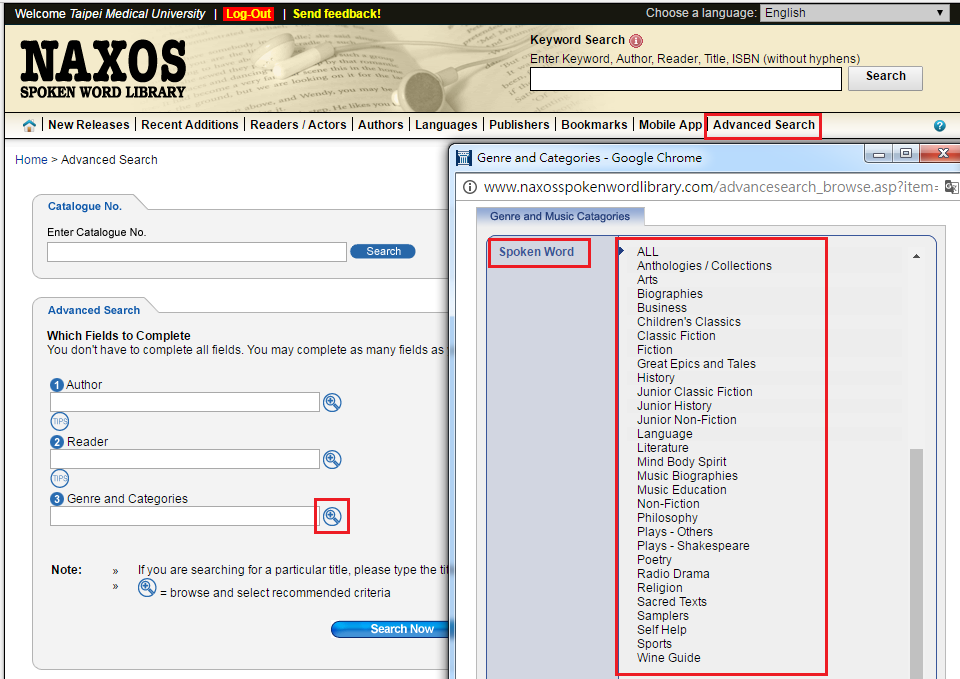 Welcome Taipei Medical University | Log-Out | Send feedback!
Choose a language: English
NAXOS
SPOKEN WORD LIBRARY
Keyword Search
Enter Keyword, Author, Reader, Title, ISBN (without hyphens)
Search
New Releases | Recent Additions | Readers / Actors | Authors | Languages | Publishers | Bookmarks | Mobile App | Advanced Search
?
Home > Advanced Search
Catalogue No.
Enter Catalogue No.
Search
Advanced Search
Which Fields to Complete
You don't have to complete all fields. You may complete as many fields as
1 Author
TIPS
2 Reader
TIPS
3 Genre and Categories
Note: » If you are searching for a particular title, please type the tit
» = browse and select recommended criteria
Search Now
Genre and Categories - Google Chrome
www.naxosspokenwordlibrary.com/advancesearch_browse.asp?item=
Genre and Music Catagories
Spoken Word
ALL
Anthologies / Collections
Arts
Biographies
Business
Children's Classics
Classic Fiction
Fiction
Great Epics and Tales
History
Junior Classic Fiction
Junior History
Junior Non-Fiction
Language
Literature
Mind Body Spirit
Music Biographies
Music Education
Non-Fiction
Philosophy
Plays - Others
Plays - Shakespeare
Poetry
Radio Drama
Religion
Sacred Texts
Samplers
Self Help
Sports
Wine Guide